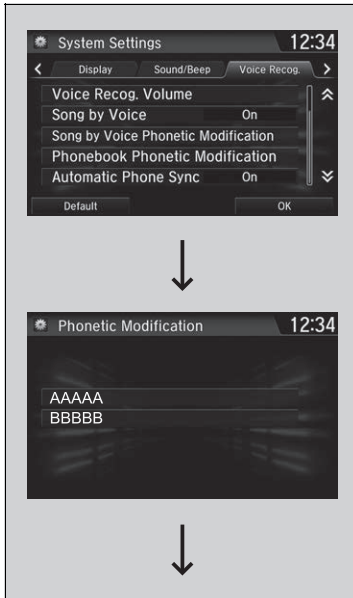 System Settings 12:34
Display Sound/Beep Voice Recog.
Voice Recog. Volume
Song by Voice On
Song by Voice Phonetic Modification
Phonebook Phonetic Modification
Automatic Phone Sync On
Default OK
Phonetic Modification 12:34
AAAAA
BBBBB